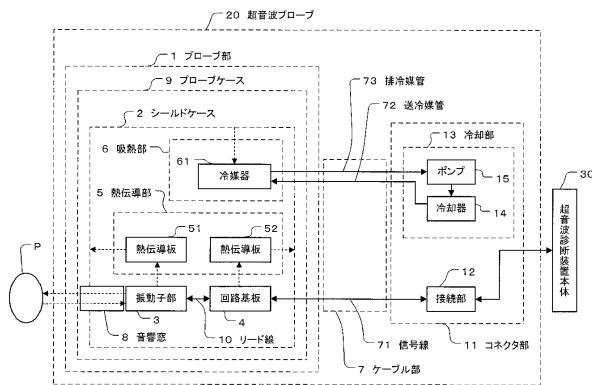 20 超音波プローブ
1 プローブ部
9 プローブケース
2 シールドケース
6 吸熱部
61
冷媒器
5 熱伝導部
51
52
熱伝導板
熱伝導板
P
振動子部
回路基板
3
4
8 音響窓
10 リード線
73 排冷媒管
72 送冷媒管
13 冷却部
ポンプ
15
冷却器
14
12
接続部
71 信号線
11 コネクタ部
7 ケーブル部
30
超音波診断装置本体